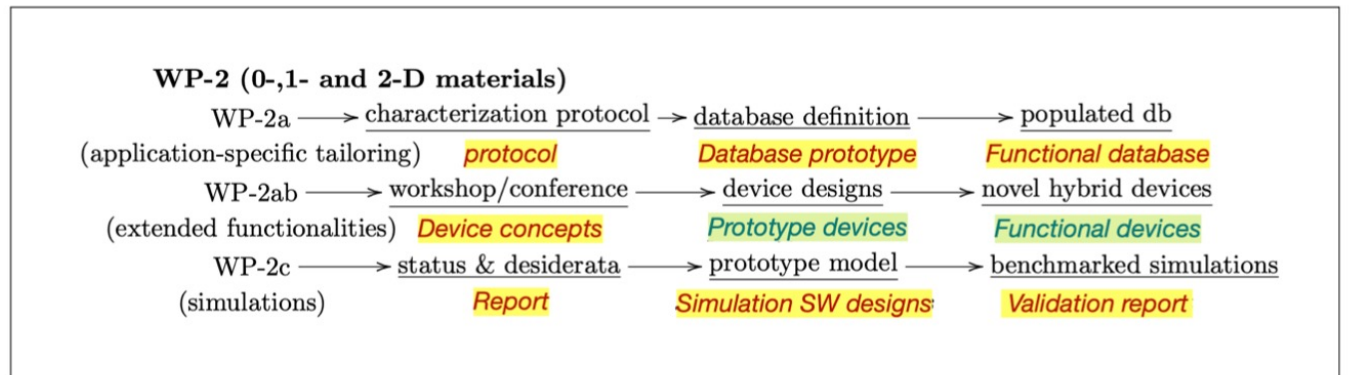 WP-2 (0-,1- and 2-D materials)
WP-2a → characterization protocol → database definition → populated db
(application-specific tailoring) protocol Database prototype Functional database
WP-2ab → workshop/conference → device designs → novel hybrid devices
(extended functionalities) Device concepts Prototype devices Functional devices
WP-2c → status & desiderata → prototype model → benchmarked simulations
(simulations) Report Simulation SW designs Validation report